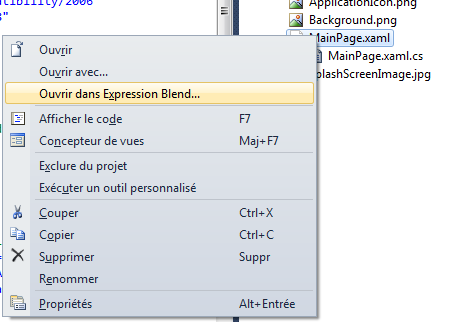 tibility/2006
ApplicationIcon.png
Background.png
MainPage.xaml
MainPage.xaml.cs
plashScreenImage.jpg
Ouvrir
Ouvrir avec...
Ouvrir dans Expression Blend...
Afficher le code F7
Concepteur de vues Maj+F7
Exclure du projet
Exécuter un outil personnalisé
Couper Ctrl+X
Copier Ctrl+C
Supprimer Suppr
Renommer
Propriétés Alt+Entrée